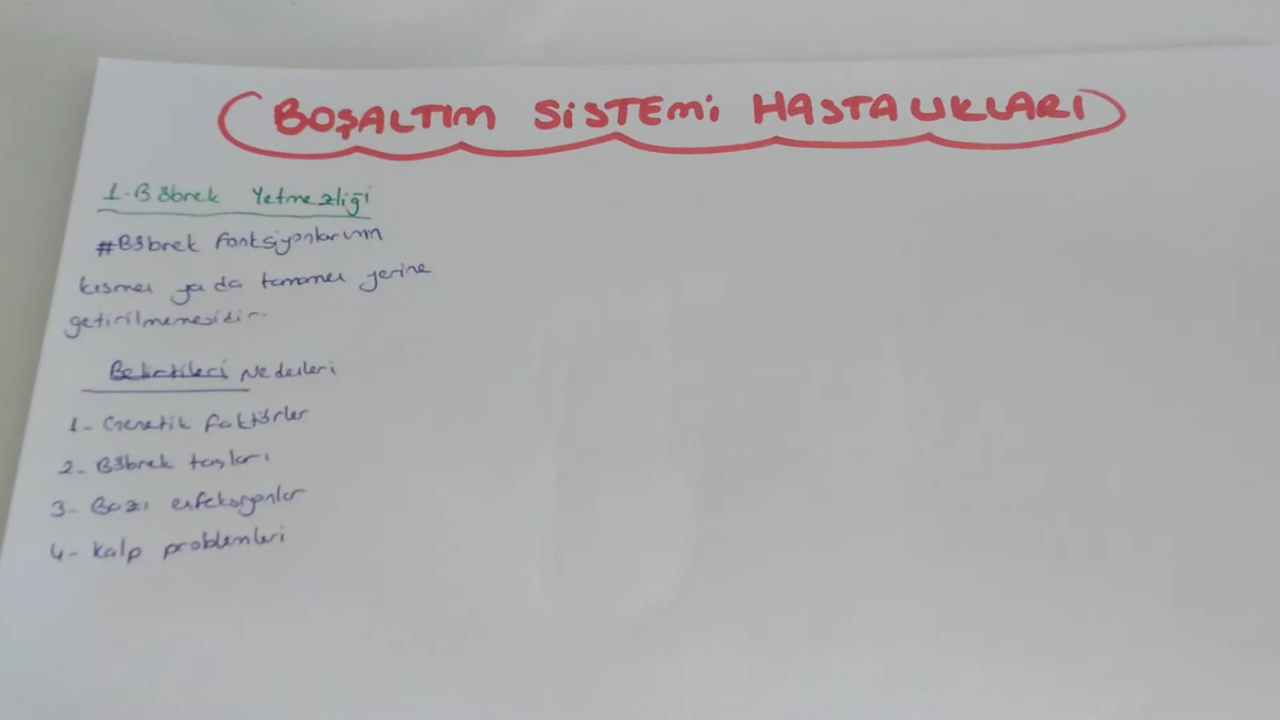 BOŞALTIM SİSTEMİ HASTALIKLARI
1-Böbrek Yetmezliği
#Böbrek fonksiyonlarının
kısmen ya da tamamen yerine
getirilmemesidir.
Belirtileri Nedenleri
1- Genetik faktörler
2- Böbrek taşları
3- Bazı enfeksiyonlar
4- Kalp problemleri